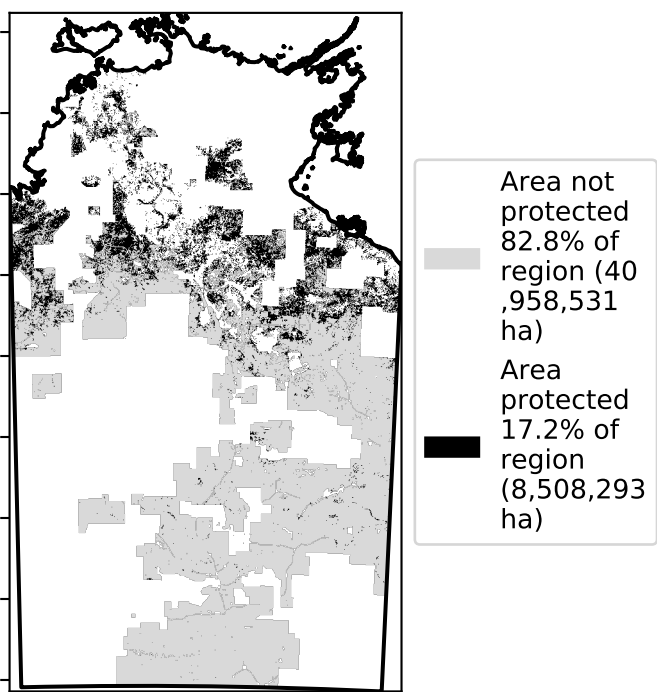 Area not
protected
82.8% of
region (40
,958,531
ha)
Area
protected
17.2% of
region
(8,508,293
ha)